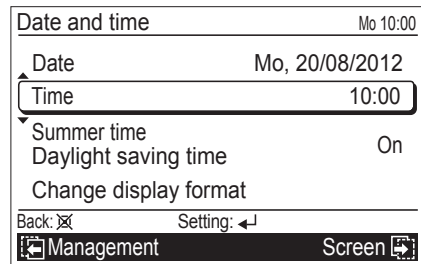 Date and time Mo 10:00
Date Mo, 20/08/2012
Time 10:00
Summer time
Daylight saving time On
Change display format
Back: Setting:
Management Screen